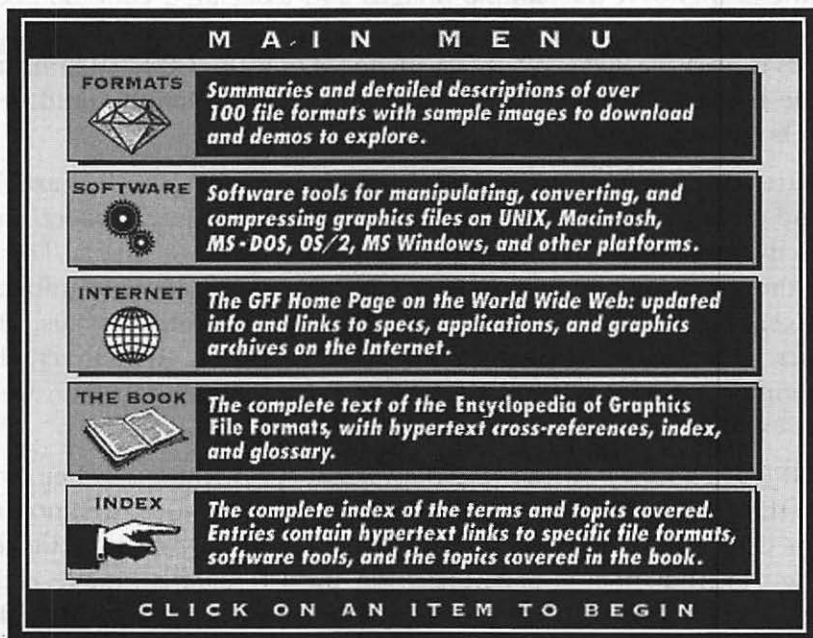 MAIN MENU
FORMATS
Summaries and detailed descriptions of over
100 file formats with sample images to download
and demos to explore.
SOFTWARE
Software tools for manipulating, converting, and
compressing graphics files on UNIX, Macintosh,
MS-DOS, OS/2, MS Windows, and other platforms.
INTERNET
The GFF Home Page on the World Wide Web: updated
info and links to specs, applications, and graphics
archives on the Internet.
THE BOOK
The complete text of the Encyclopedia of Graphics
File Formats, with hypertext cross-references, index,
and glossary.
INDEX
The complete index of the terms and topics covered.
Entries contain hypertext links to specific file formats,
software tools, and the topics covered in the book.
CLICK ON AN ITEM TO BEGIN